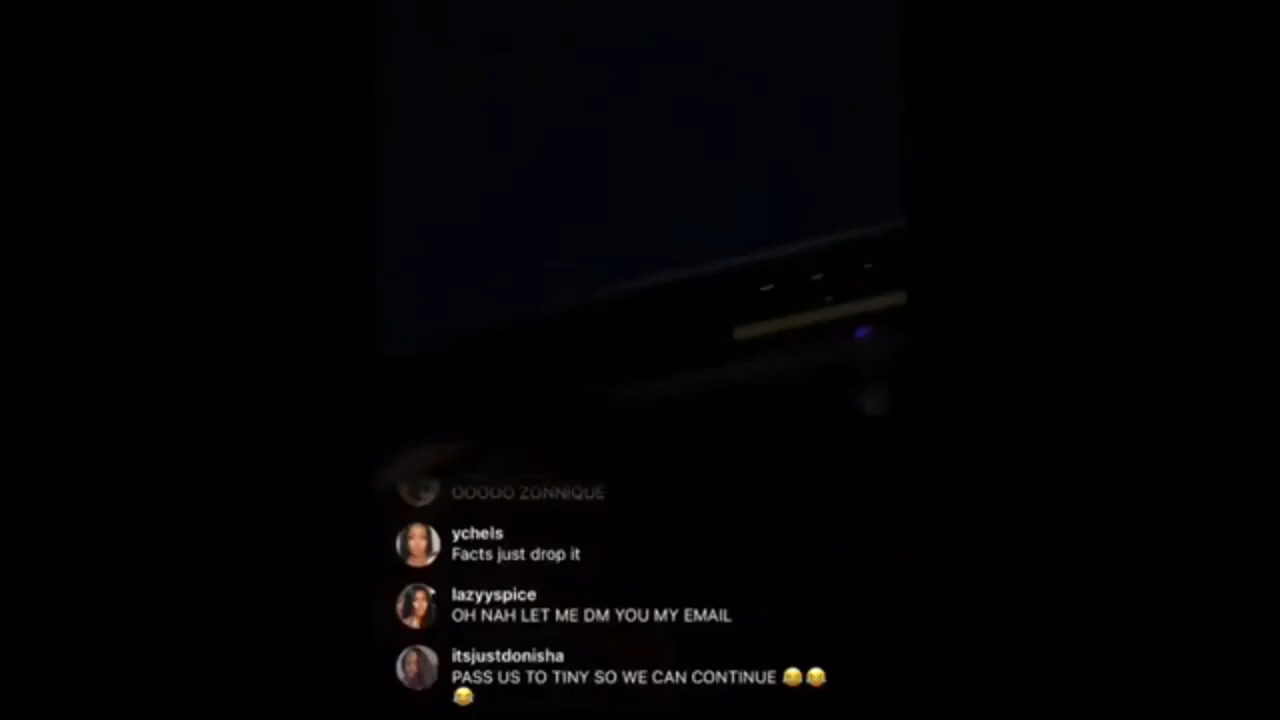 OOOOO ZONNIQUE
ychels
Facts just drop it
lazyyspice
OH NAH LET ME DM YOU MY EMAIL
itsjustdonisha
PASS US TO TINY SO WE CAN CONTINUE 😂😂
😂